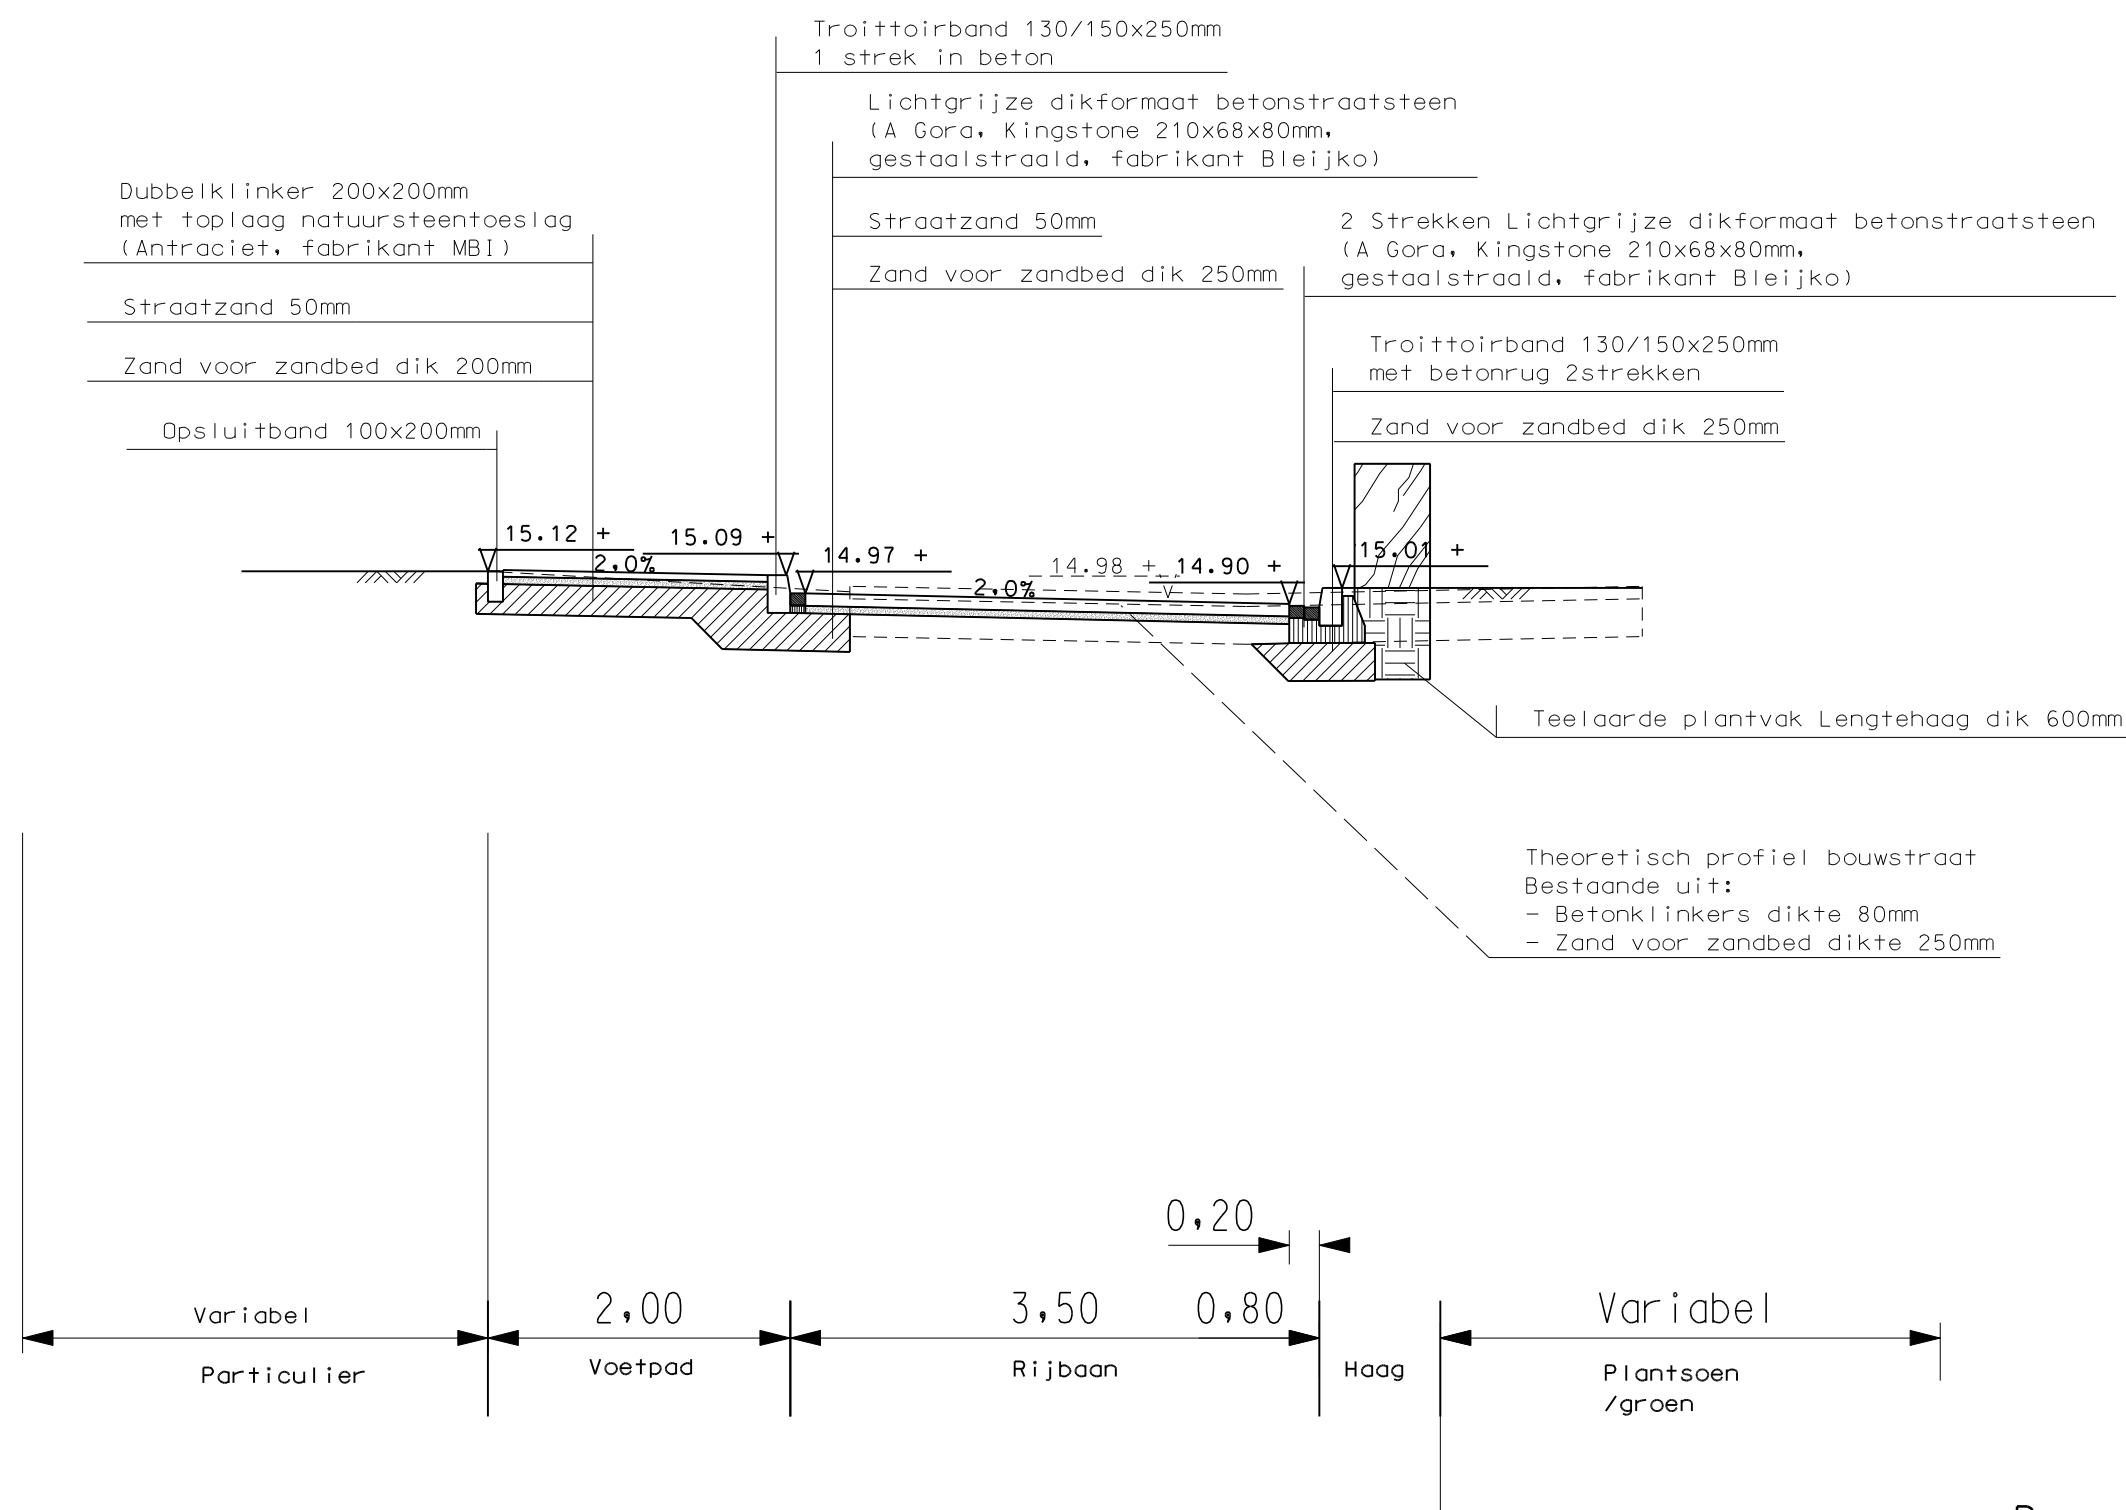 Troittoirband 130/150x250mm
1 strek in beton
Lichtgrijze dikformaat betonstraatsteen
(A Gora, Kingstone 210x68x80mm,
gestaalstraald, fabrikant Bleijko)
Straatzand 50mm
Zand voor zandbed dik 250mm
Dubbelklinker 200x200mm
met toplaag natuursteentoeslag
(Antraciet, fabrikant MBI)
Straatzand 50mm
Zand voor zandbed dik 200mm
Opsluitband 100x200mm
2 Strekken Lichtgrijze dikformaat betonstraatsteen
(A Gora, Kingstone 210x68x80mm,
gestaalstraald, fabrikant Bleijko)
Troittoirband 130/150x250mm
met betonrug 2strekken
Zand voor zandbed dik 250mm
15.12 +
15.09 +
2,0%
14.97 +
14.98 +
14.90 +
2,0%
15.01 +
Teelaarde plantvak Lengtehaag dik 600mm
Theoretisch profiel bouwstraat
Bestaande uit:
- Betonklinkers dikte 80mm
- Zand voor zandbed dikte 250mm
0,20
Variabel
2,00
3,50
0,80
Variabel
Particulier
Voetpad
Rijbaan
Haag
Plantsoen
/groen